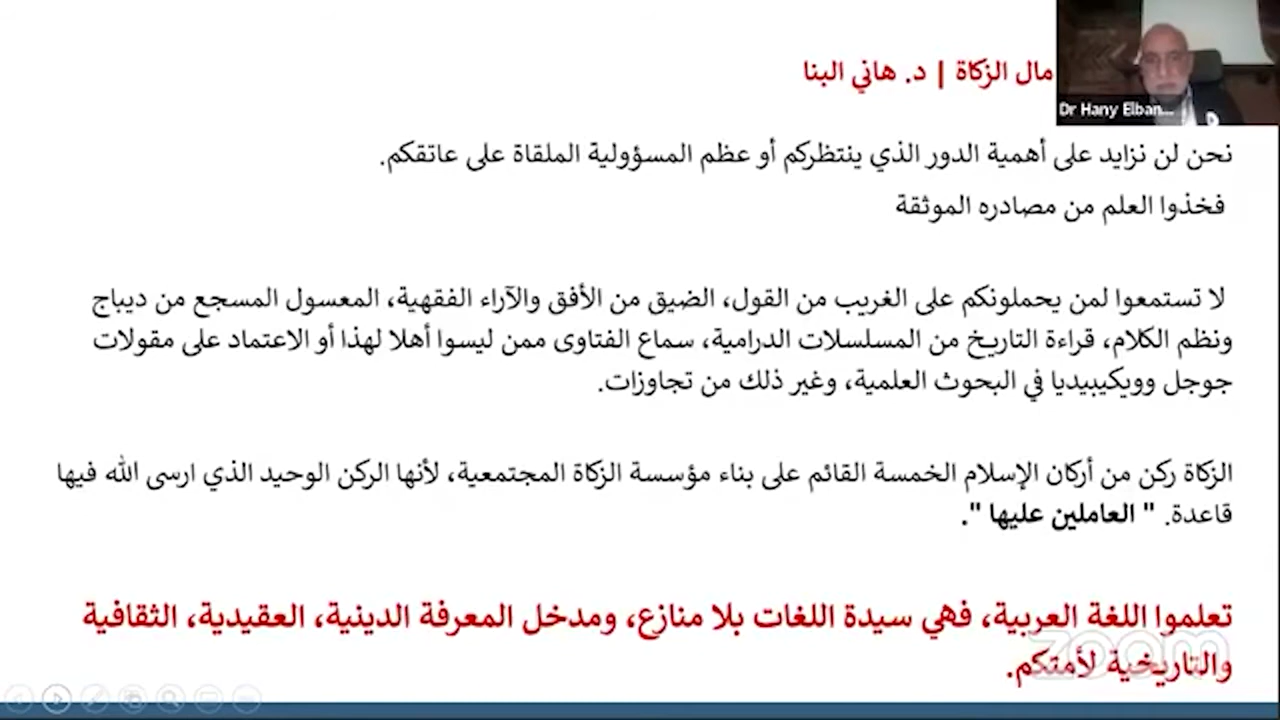 مال الزكاة | د. هاني البنا
Dr Hany Elban...
نحن لن نزايد على أهمية الدور الذي ينتظركم أو عظم المسؤولية الملقاة على عاتقكم.
فخذوا العلم من مصادره الموثقة
لا تستمعوا لمن يحملونكم على الغريب من القول، الضيق من الأفق والآراء الفقهية، المعسول المسجع من ديباج
ونظم الكلام، قراءة التاريخ من المسلسلات الدرامية، سماع الفتاوى ممن ليسوا أهلا لهذا أو الاعتماد على مقولات
جوجل وويكيبيديا في البحوث العلمية، وغير ذلك من تجاوزات.
الزكاة ركن من أركان الإسلام الخمسة القائم على بناء مؤسسة الزكاة المجتمعية، لأنها الركن الوحيد الذي ارسى الله فيها
قاعدة. " العاملين عليها ".
تعلموا اللغة العربية، فهي سيدة اللغات بلا منازع، ومدخل المعرفة الدينية، العقيدية، الثقافية
والتاريخية لأمتكم.
zoom